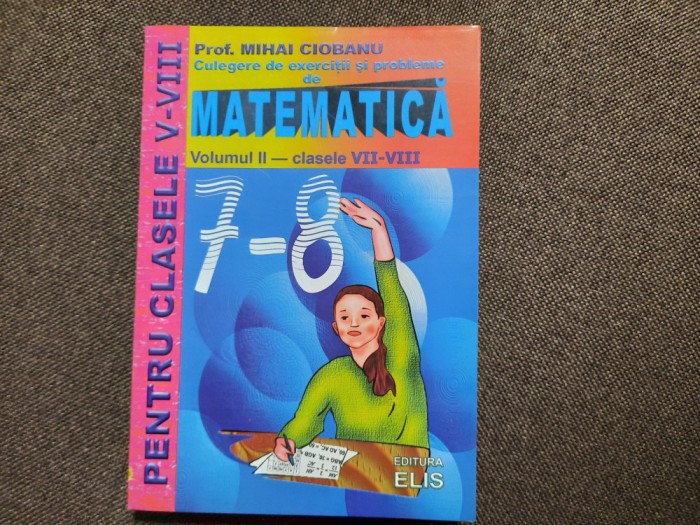 PENTRU CLASELE V-VIII
Prof. MIHAI CIOBANU
Culegere de exerciții și probleme
de
MATEMATICĂ
Volumul II — clasele VII-VIII
7-8
EDITURA
ELIS